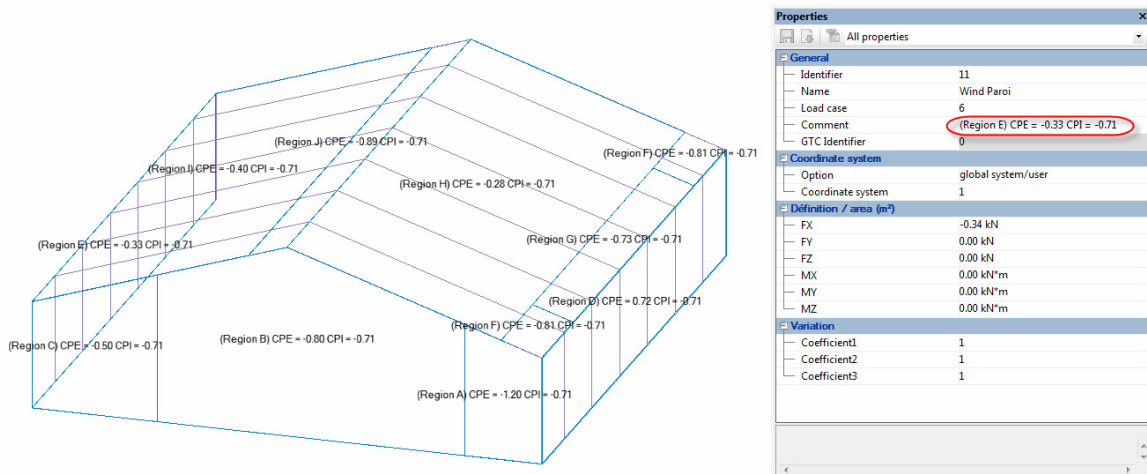 (Region J) CPE = -0.89 CPI = -0.71
(Region F) CPE = -0.81 CPI = -0.71
(Region I) CPE = -0.40 CPI = -0.71
(Region H) CPE = -0.28 CPI = -0.71
(Region E) CPE = -0.33 CPI = -0.71
(Region G) CPE = -0.73 CPI = -0.71
(Region D) CPE = 0.72 CPI = -0.71
(Region F) CPE = -0.81 CPI = -0.71
(Region B) CPE = -0.80 CPI = -0.71
(Region C) CPE = -0.50 CPI = -0.71
(Region A) CPE = -1.20 CPI = -0.71
Properties
All properties
General
Identifier 11
Name Wind Paroi
Load case 6
Comment (Region E) CPE = -0.33 CPI = -0.71
GTC Identifier 0
Coordinate system
Option global system/user
Coordinate system 1
Définition / area (m²)
FX -0.34 kN
FY 0.00 kN
FZ 0.00 kN
MX 0.00 kN*m
MY 0.00 kN*m
MZ 0.00 kN*m
Variation
Coefficient1 1
Coefficient2 1
Coefficient3 1